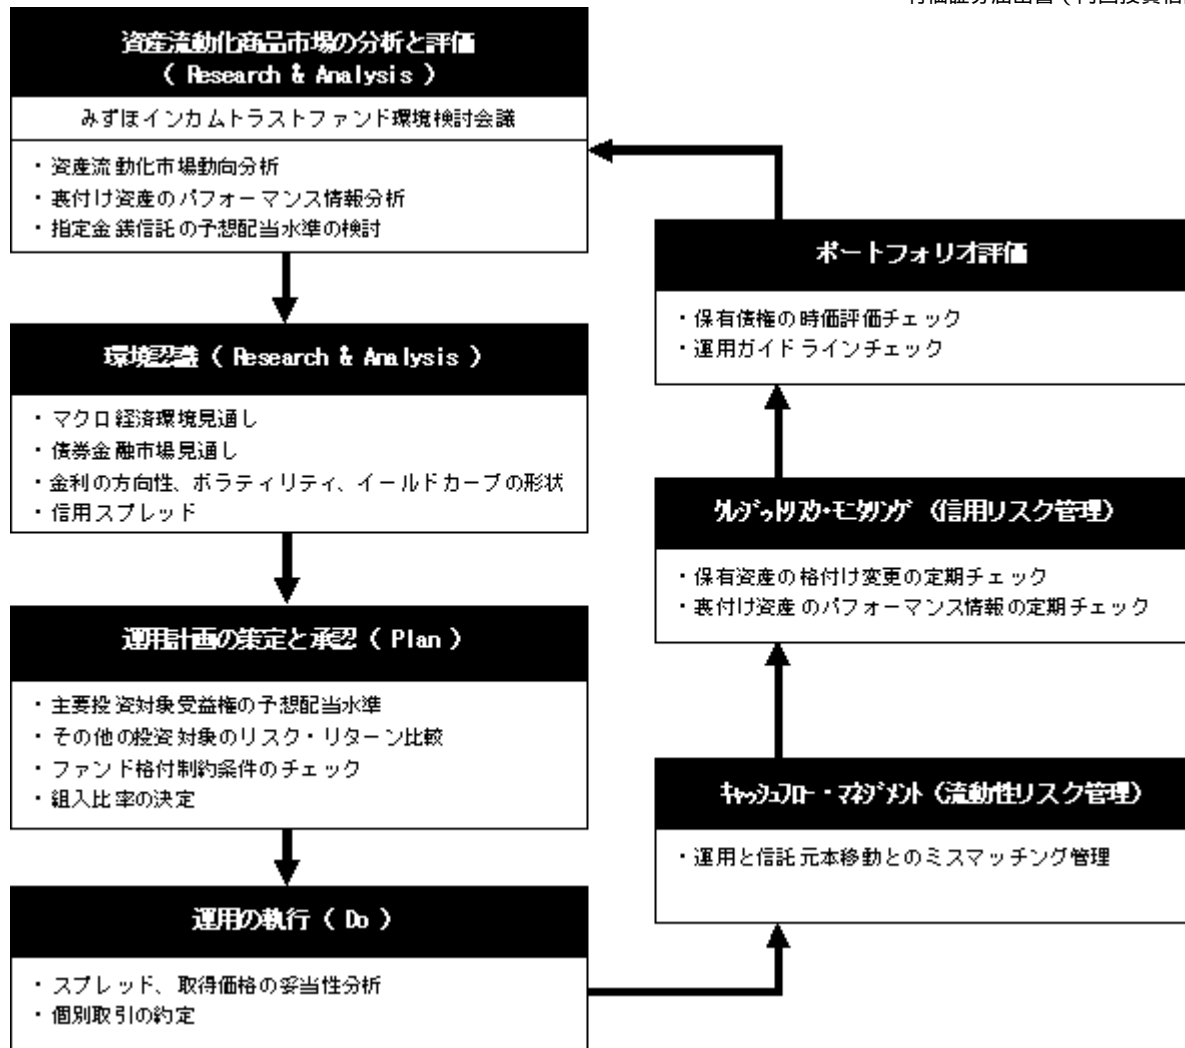 有価証券届出書（内国投資信
資産流動化商品市場の分析と評価
（ Research & Analysis ）
みずほインカムトラストファンド環境検討会議
・資産流動化市場動向分析
・裏付け資産のパフォーマンス情報分析
・指定金銭信託の予想配当水準の検討
環境認識（ Research & Analysis ）
・マクロ経済環境見通し
・債券金融市場見通し
・金利の方向性、ボラティリティ、イールドカーブの形状
・信用スプレッド
運用計画の策定と承認（ Plan ）
・主要投資対象受益権の予想配当水準
・その他の投資対象のリスク・リターン比較
・ファンド格付制約条件のチェック
・組入比率の決定
運用の執行（ Do ）
・スプレッド、取得価格の妥当性分析
・個別取引の約定
ポートフォリオ評価
・保有債権の時価評価チェック
・運用ガイドラインチェック
ｸﾚｼﾞｯﾄﾘｽｸ・ﾓﾆﾀﾘﾝｸﾞ（信用リスク管理）
・保有資産の格付け変更の定期チェック
・裏付け資産のパフォーマンス情報の定期チェック
ｷｬｯｼｭﾌﾛｰ・ﾏﾈｼﾞﾒﾝﾄ（流動性リスク管理）
・運用と信託元本移動とのミスマッチング管理